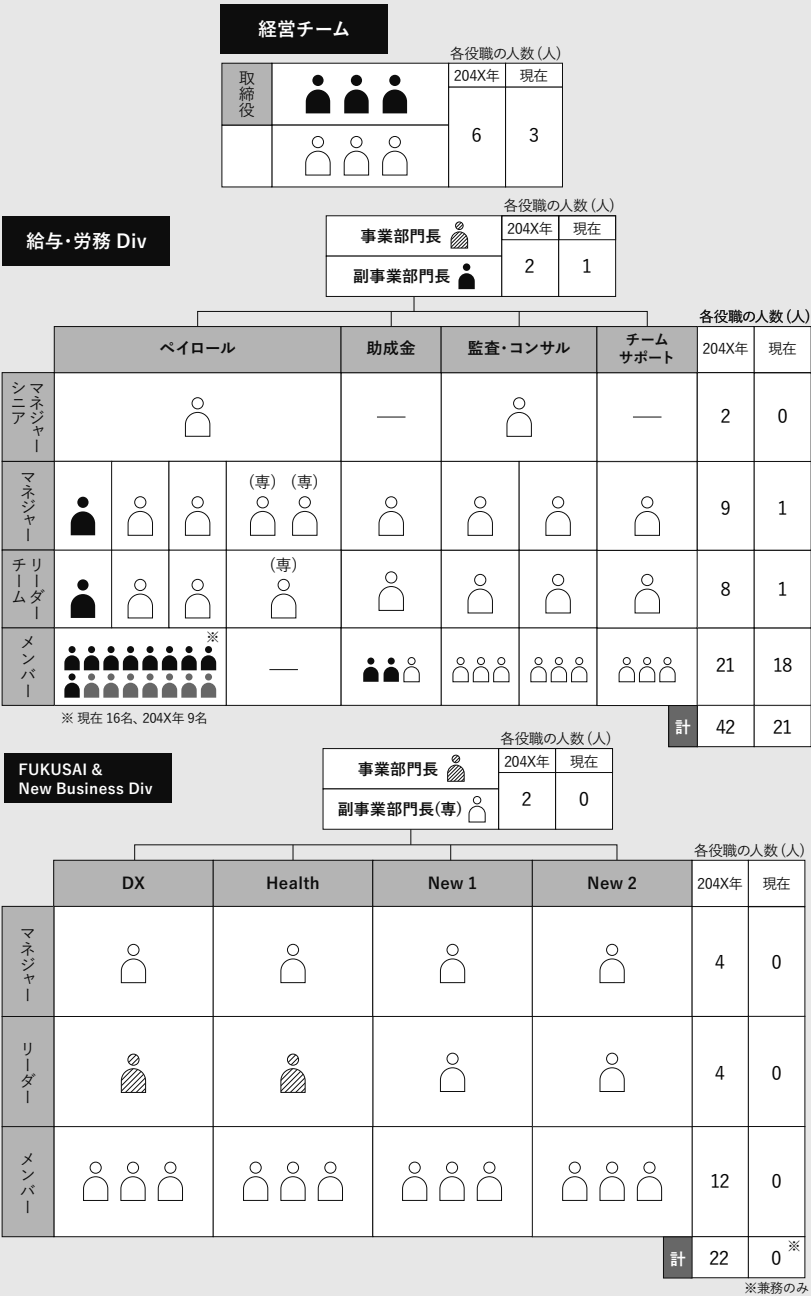 経営チーム
各役職の人数(人)
取締役
204X年 現在
6 3
給与・労務 Div
各役職の人数(人)
事業部門長
副事業部門長
204X年 現在
2 1
各役職の人数(人)
ペイロール 助成金 監査・コンサル チームサポート 204X年 現在
シニアマネジャー — — 2 0
マネジャー (専) (専) 9 1
チームリーダー (専) 8 1
メンバー ※ — 21 18
※ 現在 16名、204X年 9名
計 42 21
FUKUSAI &
New Business Div
各役職の人数(人)
事業部門長
副事業部門長(専)
204X年 現在
2 0
各役職の人数(人)
DX Health New 1 New 2 204X年 現在
マネジャー 4 0
リーダー 4 0
メンバー 12 0
計 22 0※
※兼務のみ